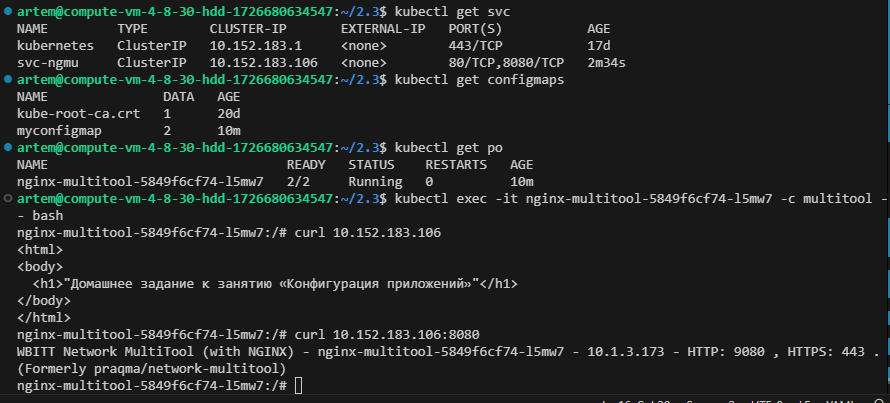 artem@compute-vm-4-8-30-hdd-1726680634547:~/2.3$ kubectl get svc
NAME         TYPE        CLUSTER-IP       EXTERNAL-IP   PORT(S)           AGE
kubernetes   ClusterIP   10.152.183.1     <none>        443/TCP           17d
svc-ngmu     ClusterIP   10.152.183.106   <none>        80/TCP,8080/TCP   2m34s
artem@compute-vm-4-8-30-hdd-1726680634547:~/2.3$ kubectl get configmaps
NAME               DATA   AGE
kube-root-ca.crt   1      20d
myconfigmap        2      10m
artem@compute-vm-4-8-30-hdd-1726680634547:~/2.3$ kubectl get po
NAME                               READY   STATUS    RESTARTS   AGE
nginx-multitool-5849f6cf74-l5mw7   2/2     Running   0          10m
artem@compute-vm-4-8-30-hdd-1726680634547:~/2.3$ kubectl exec -it nginx-multitool-5849f6cf74-l5mw7 -c multitool -
- bash
nginx-multitool-5849f6cf74-l5mw7:/# curl 10.152.183.106
<html>
<body>
  <h1>"Домашнее задание к занятию «Конфигурация приложений»"</h1>
</body>
</html>
nginx-multitool-5849f6cf74-l5mw7:/# curl 10.152.183.106:8080
WBITT Network MultiTool (with NGINX) - nginx-multitool-5849f6cf74-l5mw7 - 10.1.3.173 - HTTP: 9080 , HTTPS: 443 .
(Formerly praqma/network-multitool)
nginx-multitool-5849f6cf74-l5mw7:/#